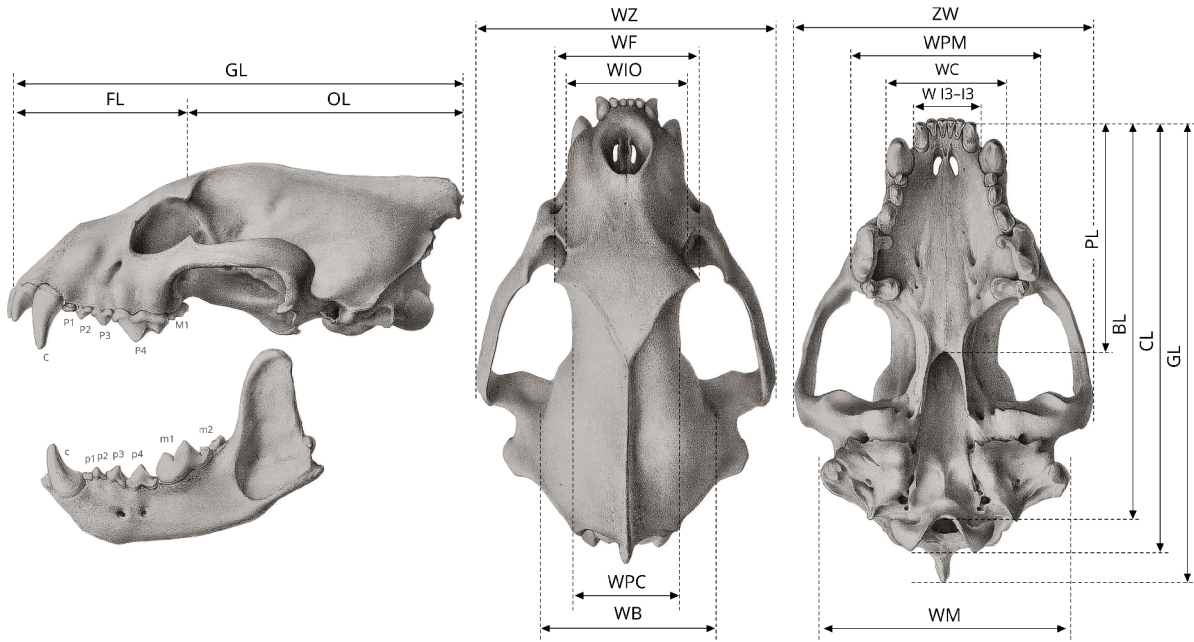 GL
FL OL
P1 P2 P3 M1
P4
C
c p1 p2 p3 p4 m1 m2
WZ
WF
WIO
WPC
WB
ZW
WPM
WC
W I3–I3
PL
BL
CL
GL
WM